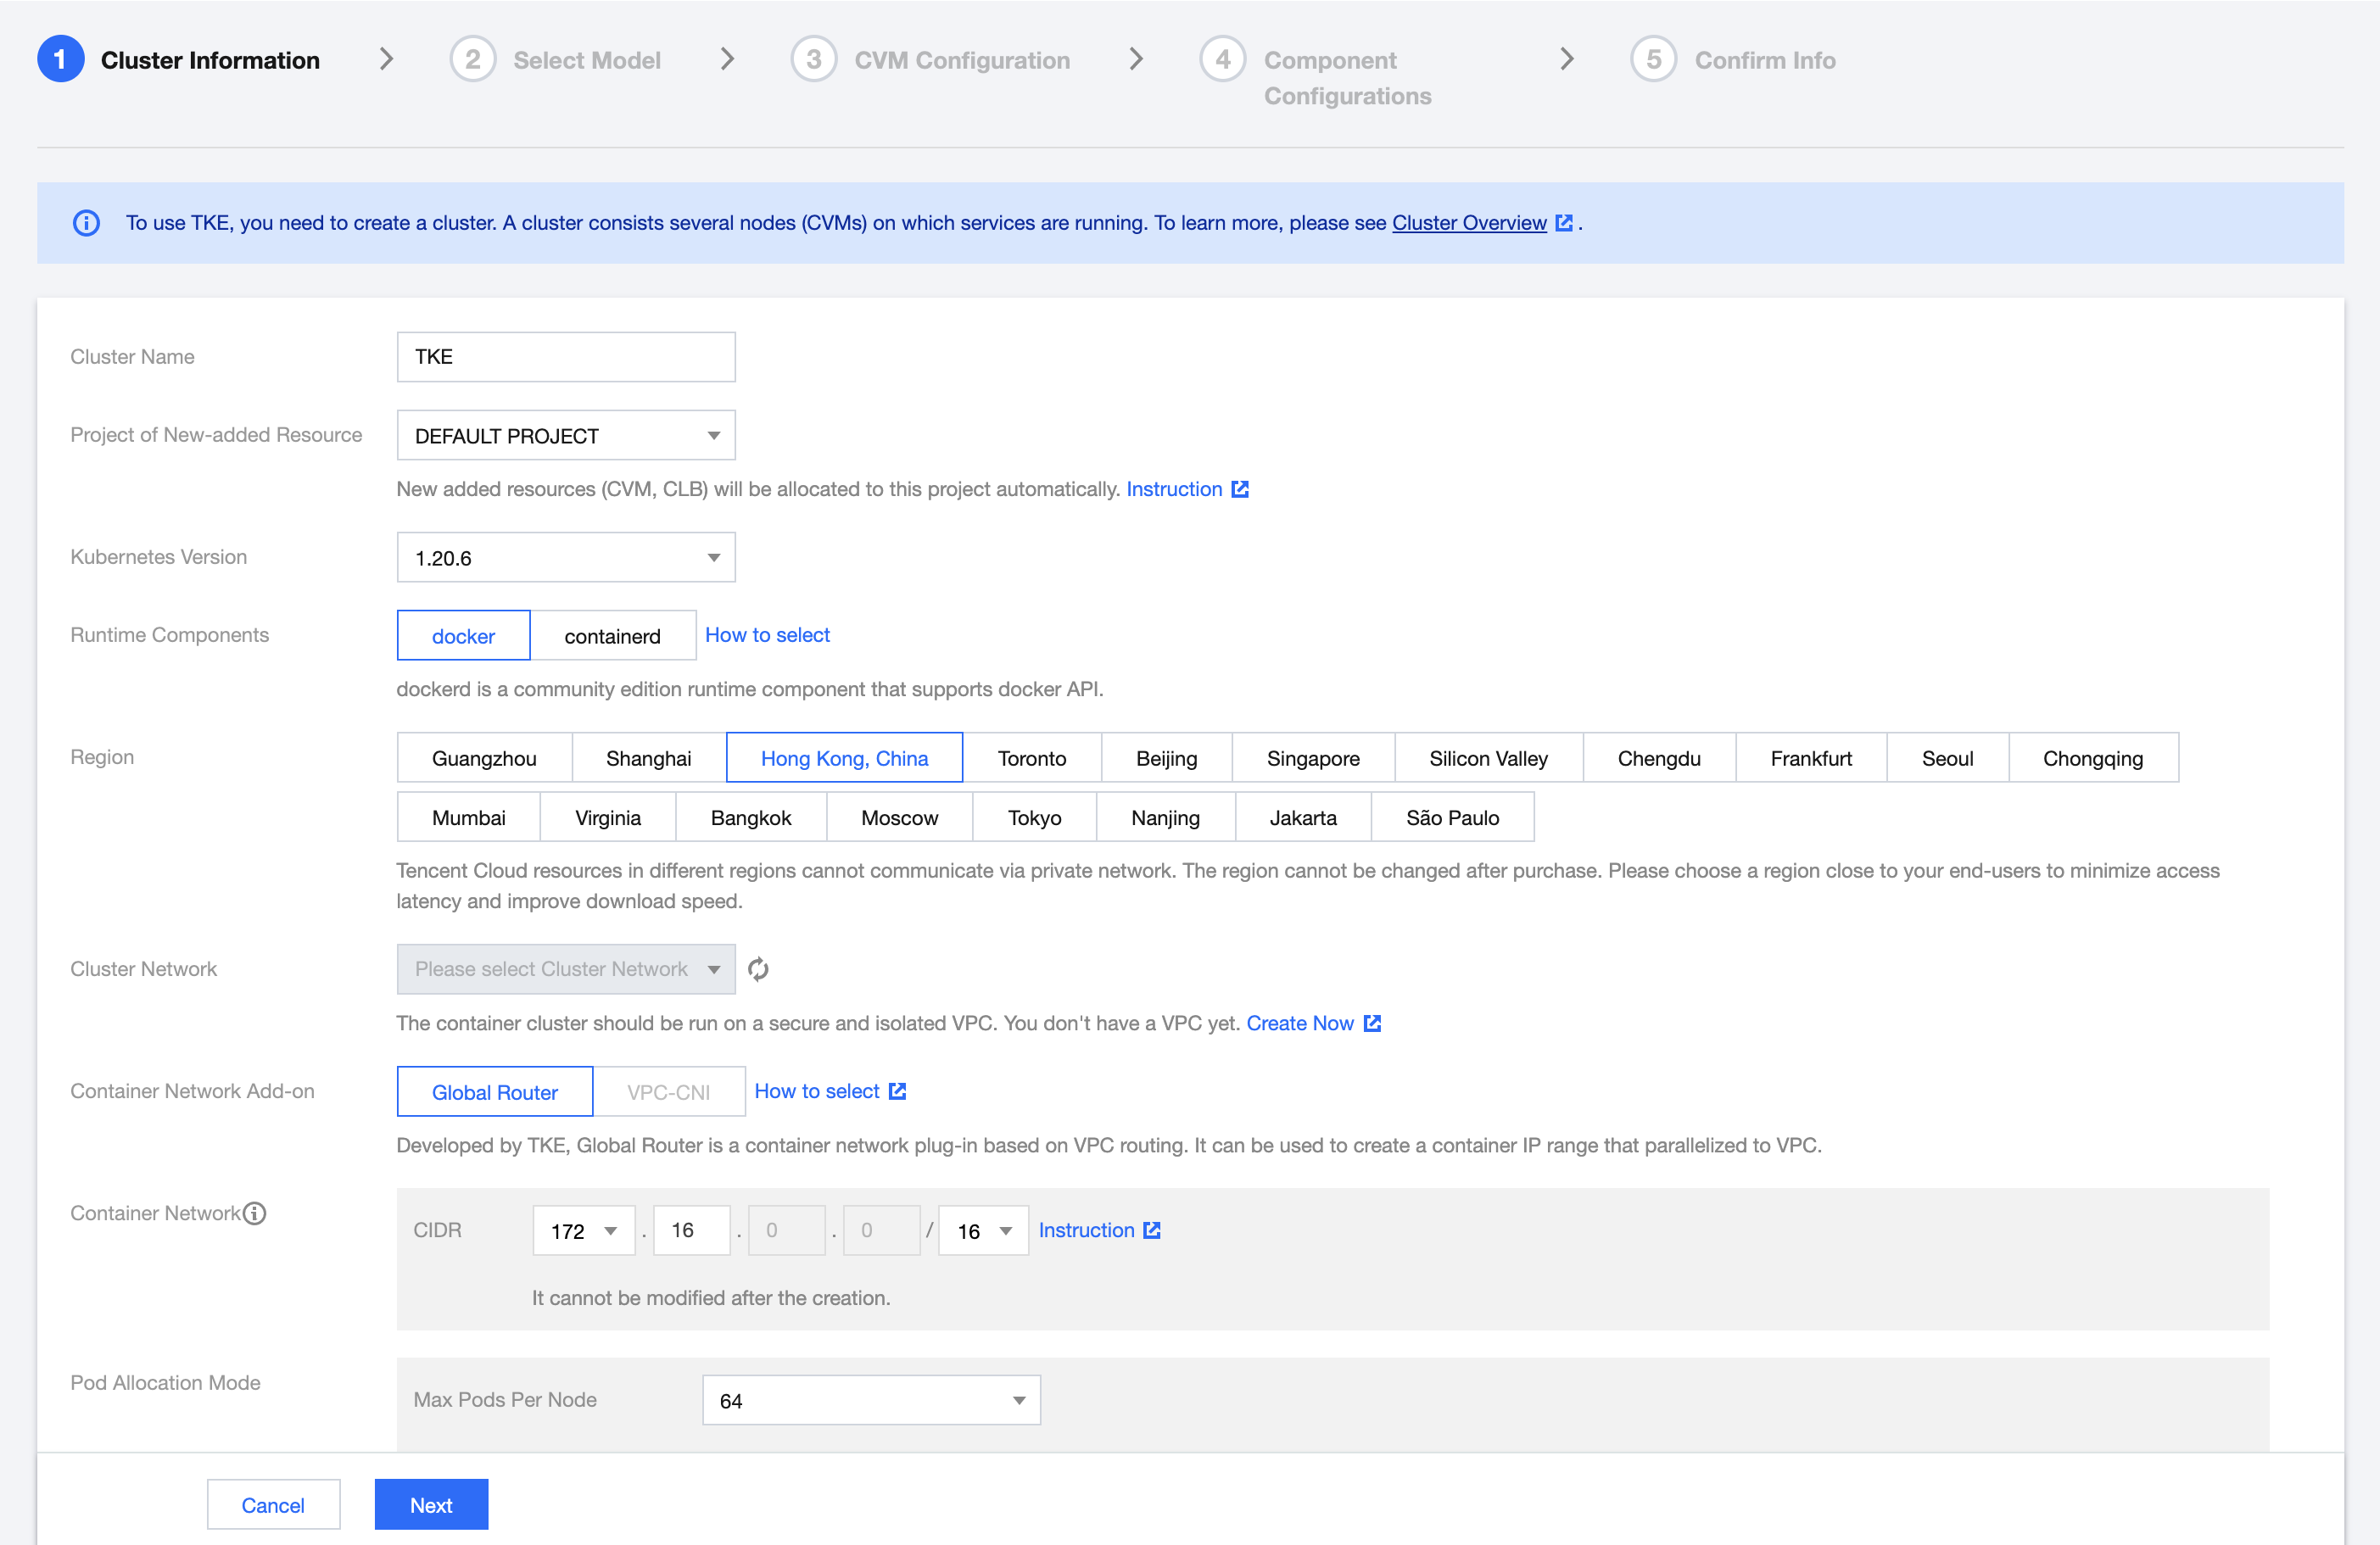 1 Cluster Information
2 Select Model
3 CVM Configuration
4 Component
Configurations
5 Confirm Info
To use TKE, you need to create a cluster. A cluster consists several nodes (CVMs) on which services are running. To learn more, please see Cluster Overview .
Cluster Name TKE
Project of New-added Resource DEFAULT PROJECT
New added resources (CVM, CLB) will be allocated to this project automatically. Instruction
Kubernetes Version 1.20.6
Runtime Components docker containerd How to select
dockerd is a community edition runtime component that supports docker API.
Region Guangzhou Shanghai Hong Kong, China Toronto Beijing Singapore Silicon Valley Chengdu Frankfurt Seoul Chongqing
Mumbai Virginia Bangkok Moscow Tokyo Nanjing Jakarta São Paulo
Tencent Cloud resources in different regions cannot communicate via private network. The region cannot be changed after purchase. Please choose a region close to your end-users to minimize access
latency and improve download speed.
Cluster Network Please select Cluster Network
The container cluster should be run on a secure and isolated VPC. You don't have a VPC yet. Create Now
Container Network Add-on Global Router VPC-CNI How to select
Developed by TKE, Global Router is a container network plug-in based on VPC routing. It can be used to create a container IP range that parallelized to VPC.
Container Network CIDR 172 . 16 . 0 . 0 / 16 Instruction
It cannot be modified after the creation.
Pod Allocation Mode Max Pods Per Node 64
Cancel Next